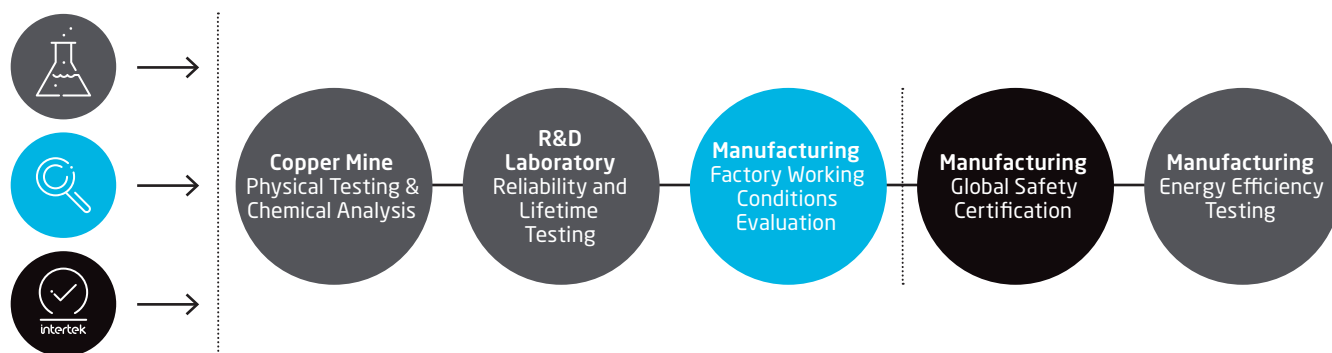 intertek
Copper Mine
Physical Testing &
Chemical Analysis
R&D
Laboratory
Reliability and
Lifetime
Testing
Manufacturing
Factory Working
Conditions
Evaluation
Manufacturing
Global Safety
Certification
Manufacturing
Energy Efficiency
Testing